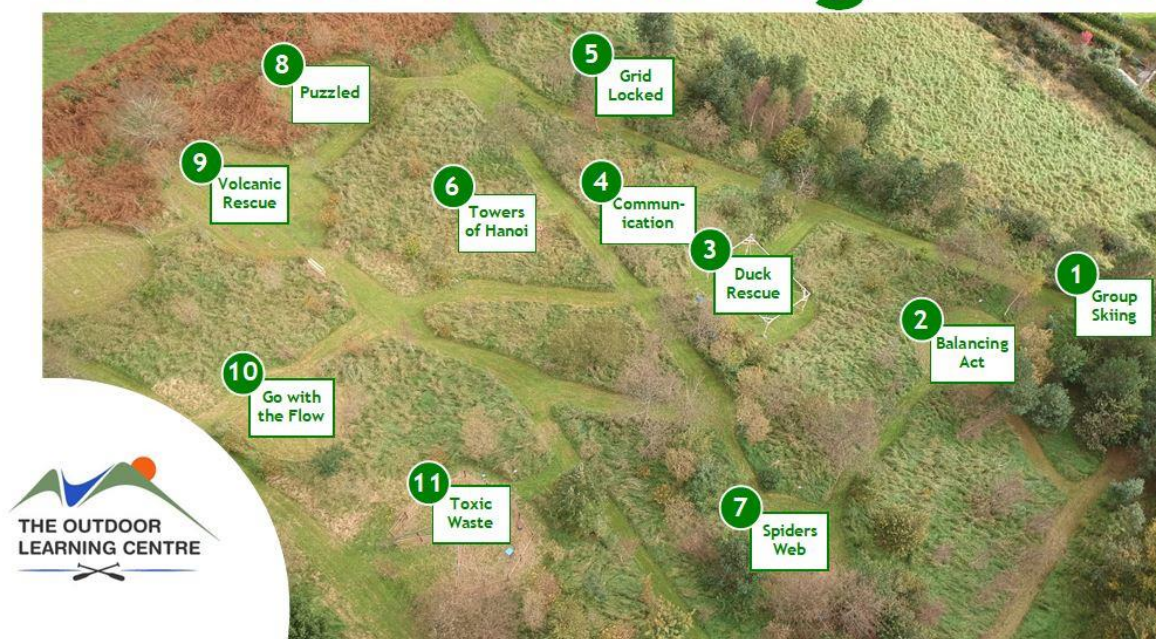 8
Puzzled
5
Grid
Locked
9
Volcanic
Rescue
6
Towers
of Hanoi
4
Commun-
ication
3
Duck
Rescue
1
Group
Skiing
2
Balancing
Act
10
Go with
the Flow
11
Toxic
Waste
7
Spiders
Web
THE OUTDOOR
LEARNING CENTRE